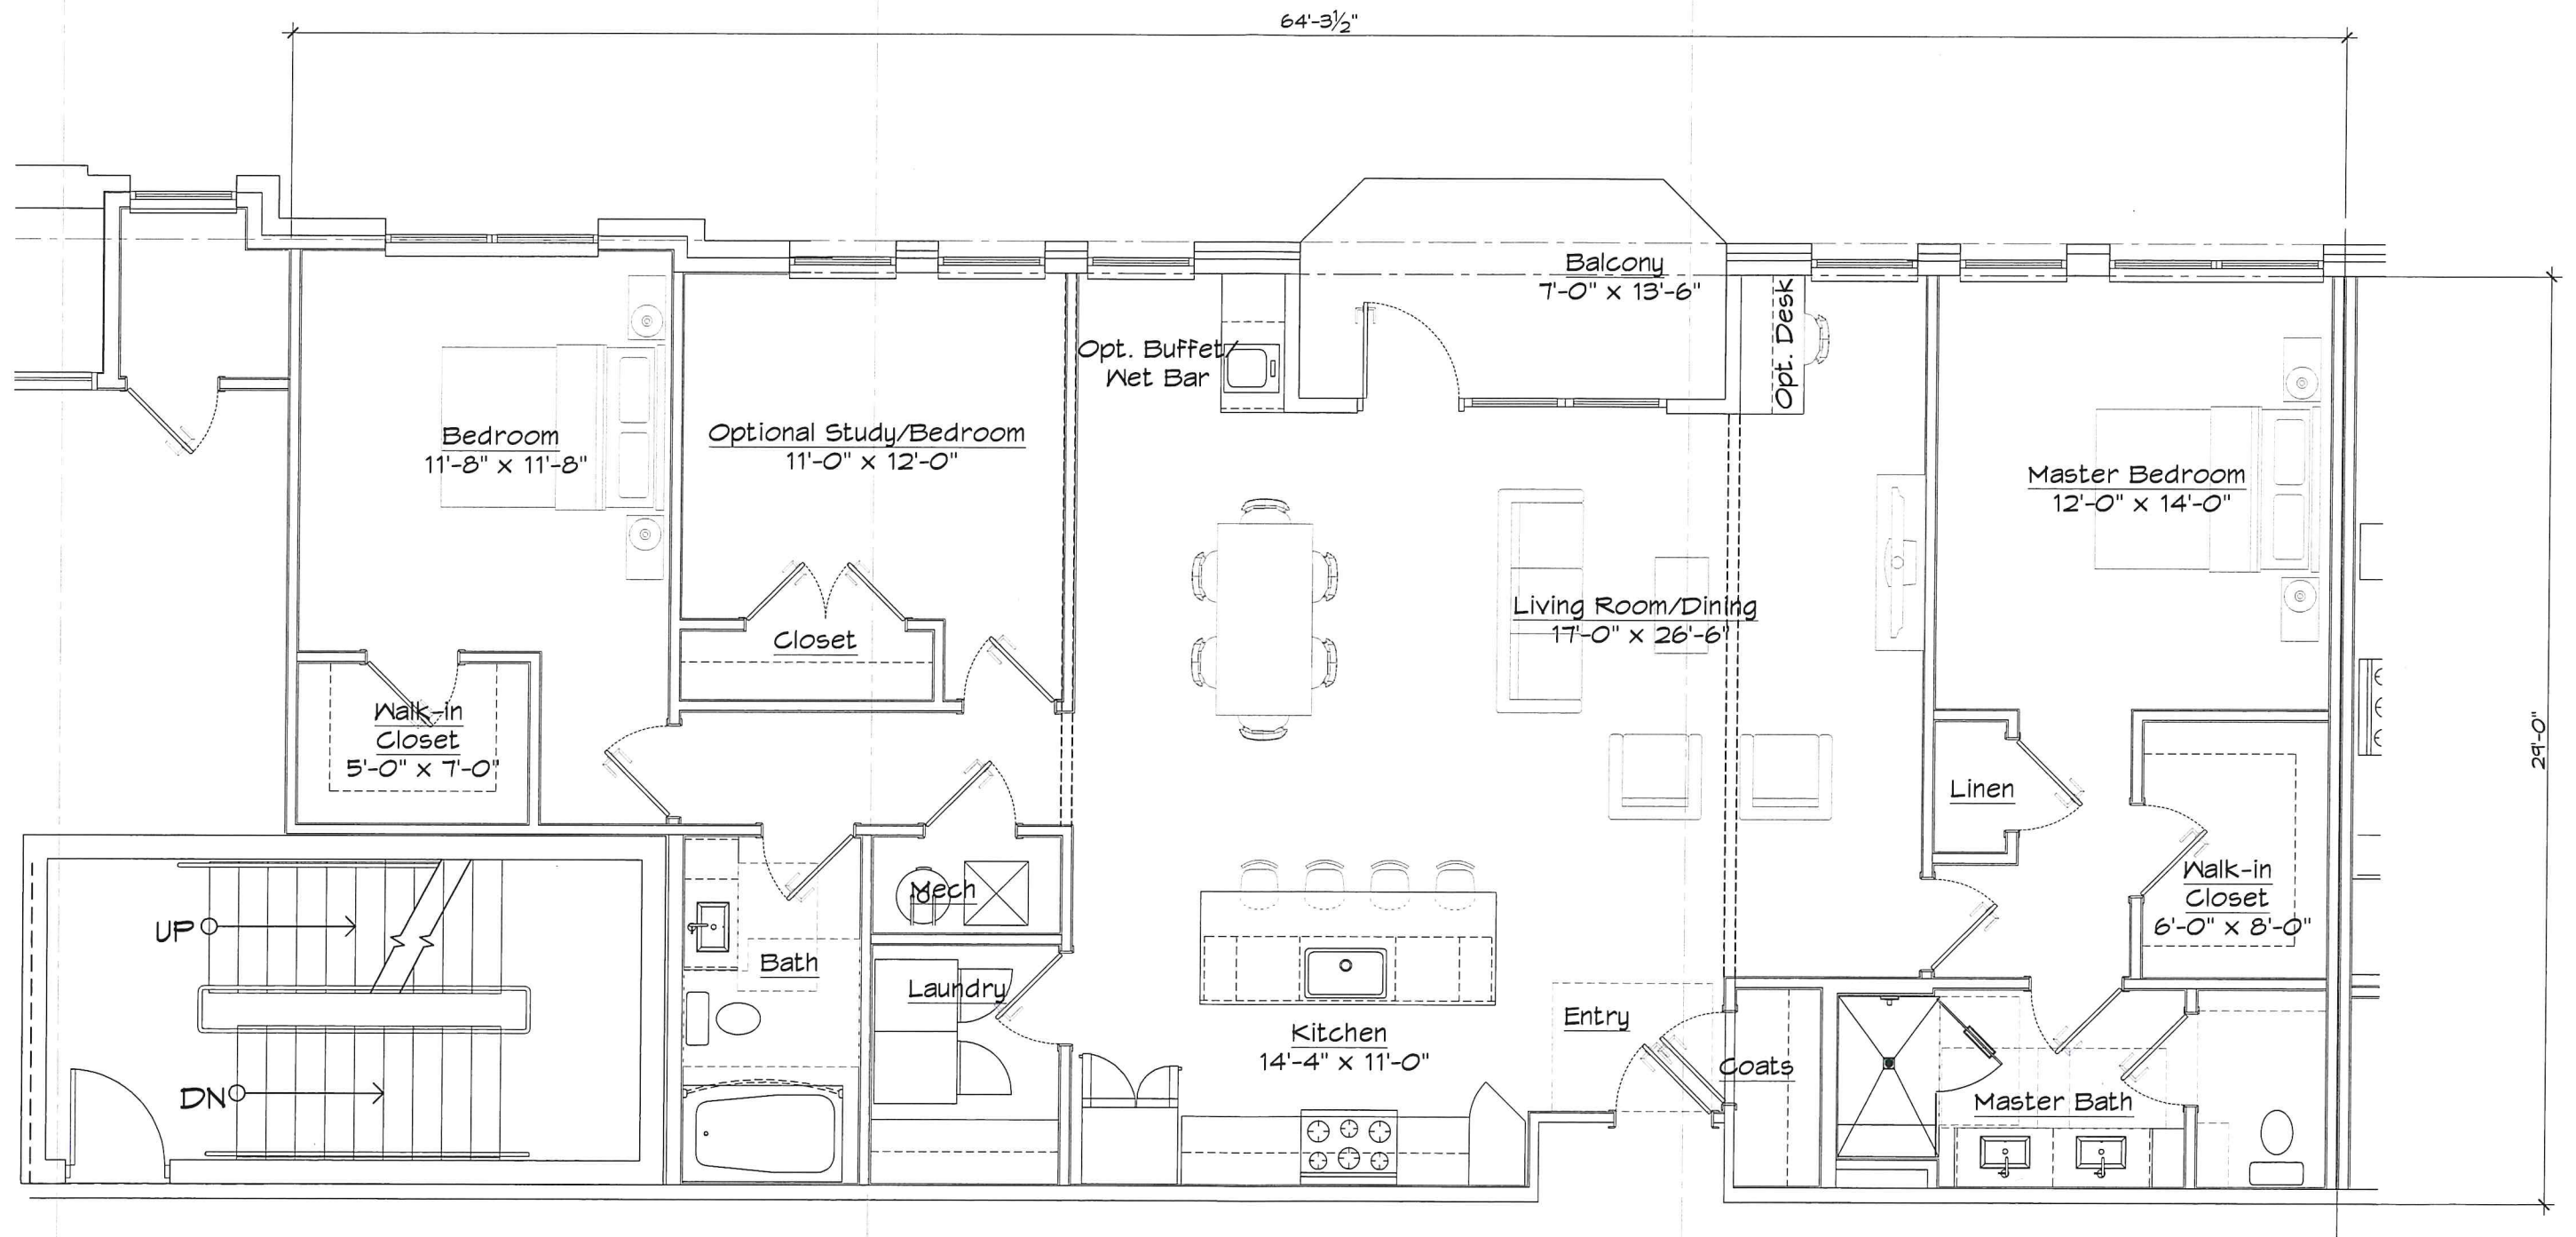 64'-3½"
Balcony
7'-0" x 13'-6"
Opt. Desk
Opt. Buffet/
Wet Bar
Bedroom
11'-8" x 11'-8"
Optional Study/Bedroom
11'-0" x 12'-0"
Master Bedroom
12'-0" x 14'-0"
Living Room/Dining
17'-0" x 26'-6"
Closet
Walk-in
Closet
5'-0" x 7'-0"
29'-0"
Linen
Walk-in
Closet
6'-0" x 8'-0"
Mech
UP
Bath
Laundry
Entry
Kitchen
14'-4" x 11'-0"
Coats
DN
Master Bath